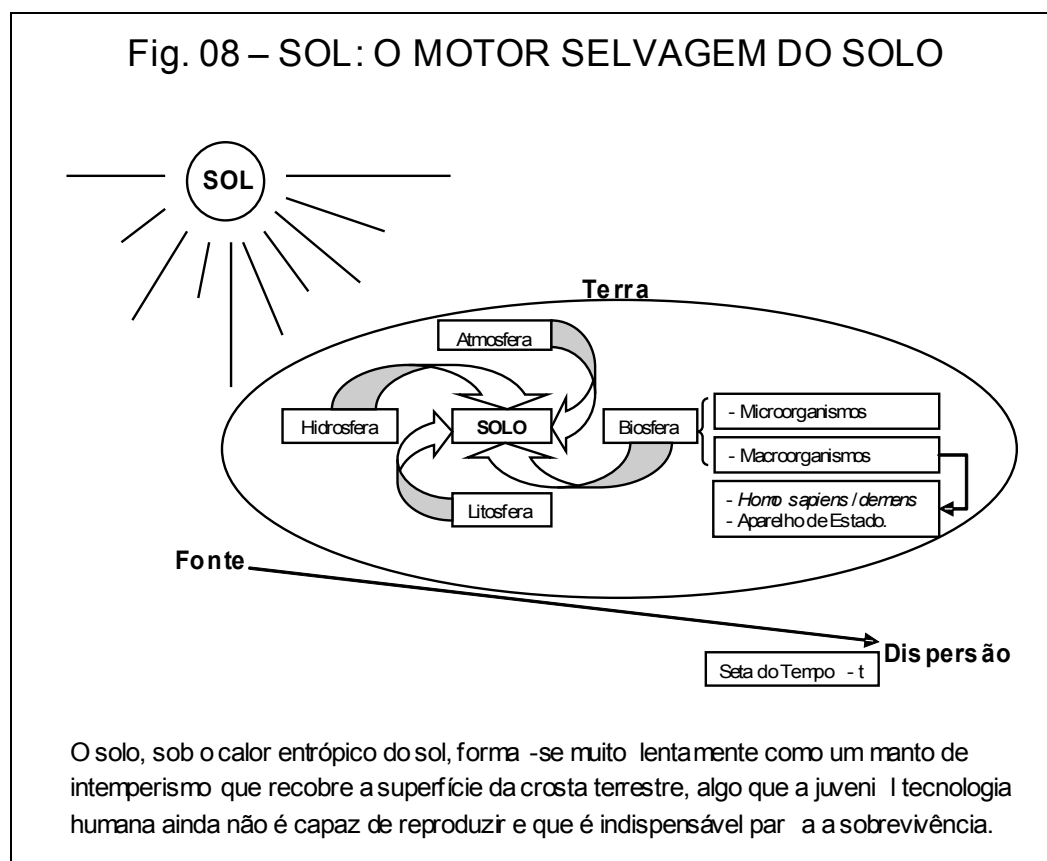 Fig. 08 – SOL: O MOTOR SELVAGEM DO SOLO
SOL
Terra
Atmosfera
Hidrosfera
SOLO
Biosfera
- Microorganismos
- Macroorganismos
- Homo sapiens / demens
- Aparelho de Estado.
Litosfera
Fonte
Dispersão
Seta do Tempo - t
O solo, sob o calor entrópico do sol, forma -se muito lentamente como um manto de
intemperismo que recobre a superfície da crosta terrestre, algo que a juveni l tecnologia
humana ainda não é capaz de reproduzir e que é indispensável par a a sobrevivência.